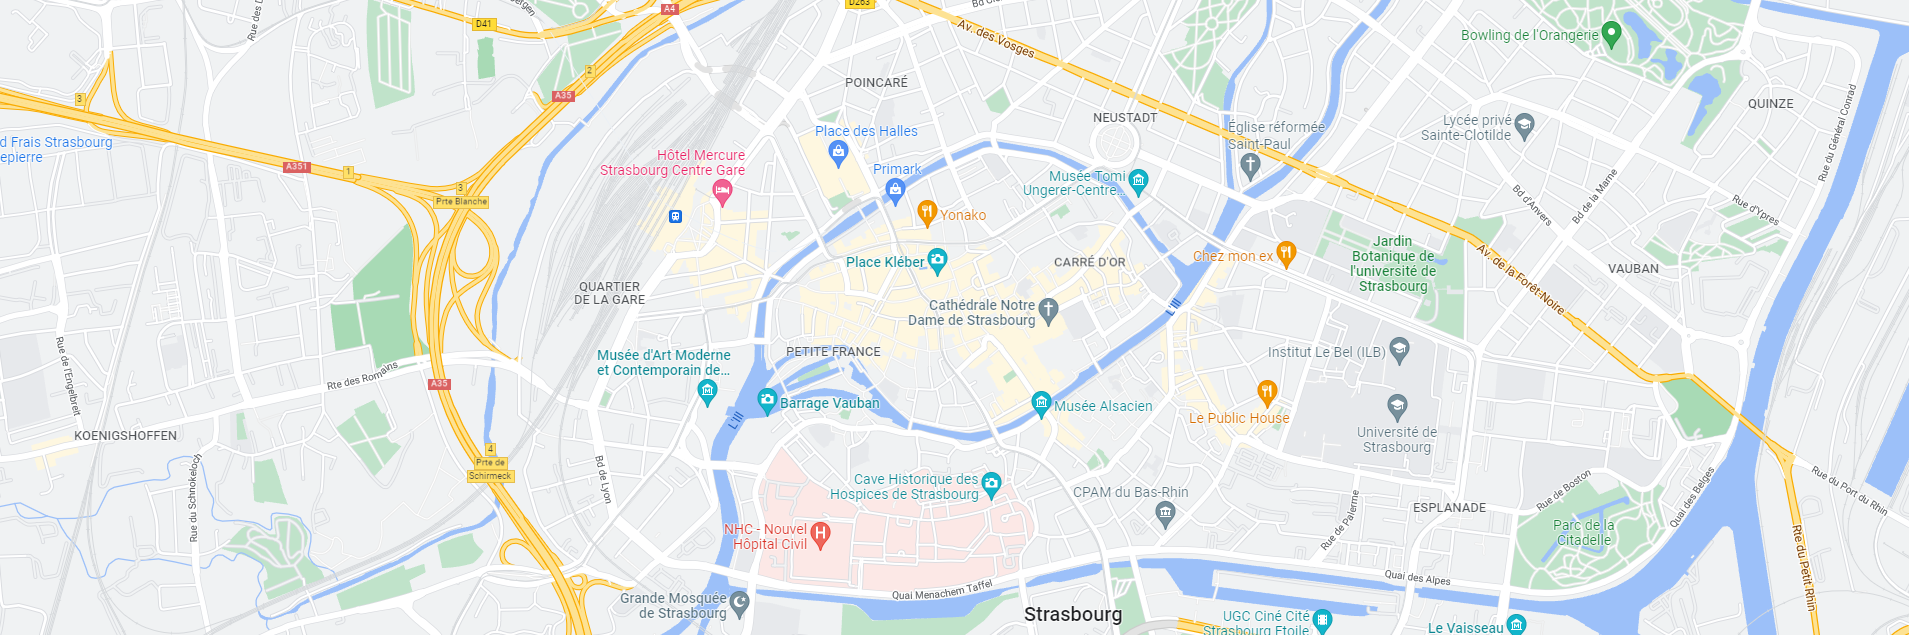 D41
A4
D263
Av. des Vosges
Bowling de l'Orangerie
2
A35
3
POINCARÉ
QUINZE
NEUSTADT
Rue du Général Conrad
Place des Halles
Église réformée
Saint-Paul
Lycée privé
Sainte-Clotilde
d Frais Strasbourg
epierre
A351
1
Hôtel Mercure
Strasbourg Centre Gare
Primark
Musée Tomi
Ungerer-Centre...
3
Prte Blanche
Yonako
Bd d'Anvers
Bd de la Marne
Rue d'Ypres
Place Kléber
CARRÉ D'OR
Chez mon ex
Jardin
Botanique de
l'université de
Strasbourg
Av. de la Forêt-Noire
VAUBAN
QUARTIER
DE LA GARE
Cathédrale Notre
Dame de Strasbourg
L'Ill
PETITE FRANCE
Institut Le Bel (ILB)
Musée d'Art Moderne
et Contemporain de...
Rue de l'Engelbreit
Rte des Romains
A35
L'Ill
Barrage Vauban
Musée Alsacien
Le Public House
Université de
Strasbourg
KOENIGSHOFFEN
4
Prte de
Schirmeck
Rue du Schnokeloch
Bd de Lyon
Cave Historique des
Hospices de Strasbourg
CPAM du Bas-Rhin
Rue de Palerme
ESPLANADE
Rue de Boston
Quai des Belges
Rue du Port du Rhin
NHC - Nouvel
Hôpital Civil
Parc de la
Citadelle
Rte du Petit Rhin
Quai des Alpes
Quai Menachem Taffel
Grande Mosquée
de Strasbourg
Strasbourg
UGC Ciné Cité
Strasbourg Etoile
Le Vaisseau